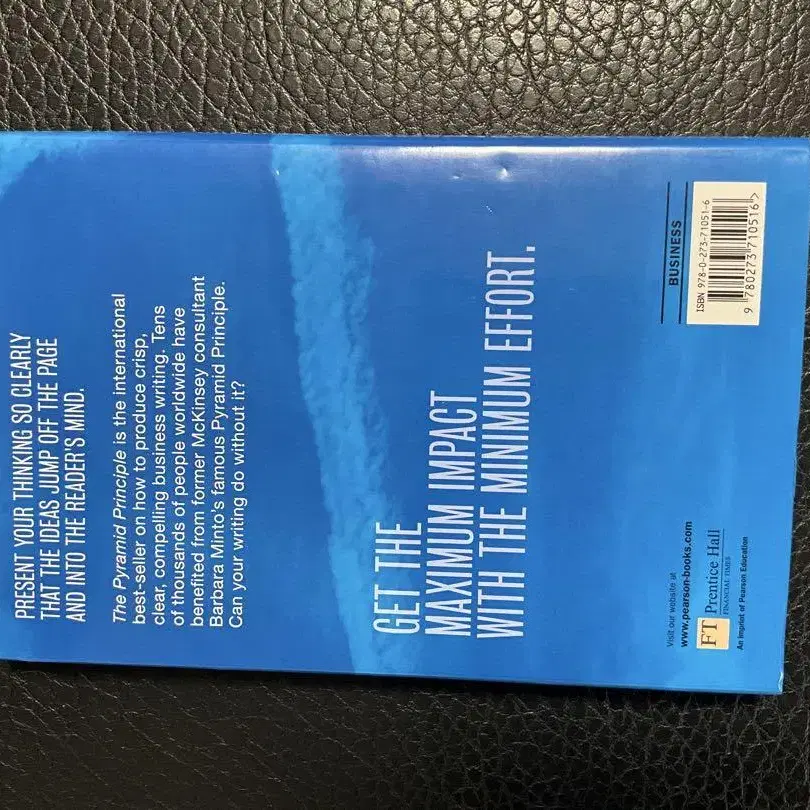 PRESENT YOUR THINKING SO CLEARLY
THAT THE IDEAS JUMP OFF THE PAGE
AND INTO THE READER'S MIND.
The Pyramid Principle is the international
best-seller on how to produce crisp,
clear, compelling business writing. Tens
of thousands of people worldwide have
benefited from former McKinsey consultant
Barbara Minto's famous Pyramid Principle.
Can your writing do without it?
GET THE
MAXIMUM IMPACT
WITH THE MINIMUM EFFORT.
Visit our website at
www.pearson-books.com
FT Prentice Hall
FINANCIAL TIMES
An imprint of Pearson Education
BUSINESS
ISBN 978-0-273-71051-6
9 780273 710516 >